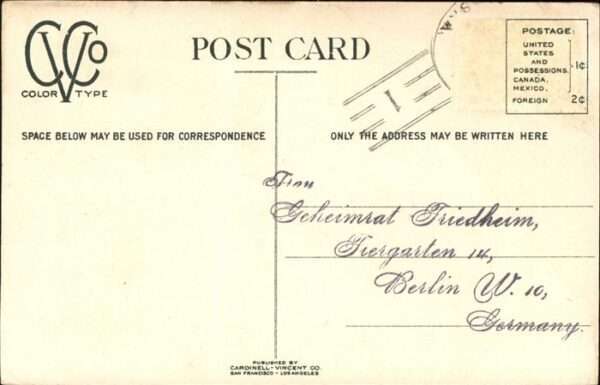 CVCo
COLOR TYPE
POST CARD
POSTAGE:
UNITED
STATES
AND
POSSESSIONS, 1¢
CANADA,
MEXICO.
FOREIGN 2¢
1
SPACE BELOW MAY BE USED FOR CORRESPONDENCE
ONLY THE ADDRESS MAY BE WRITTEN HERE
Frau
Geheimrat Friedheim,
Tiergarten 14,
Berlin W. 10,
Germany.
PUBLISHED BY
CARDINELL-VINCENT CO.
SAN FRANCISCO - LOS ANGELES